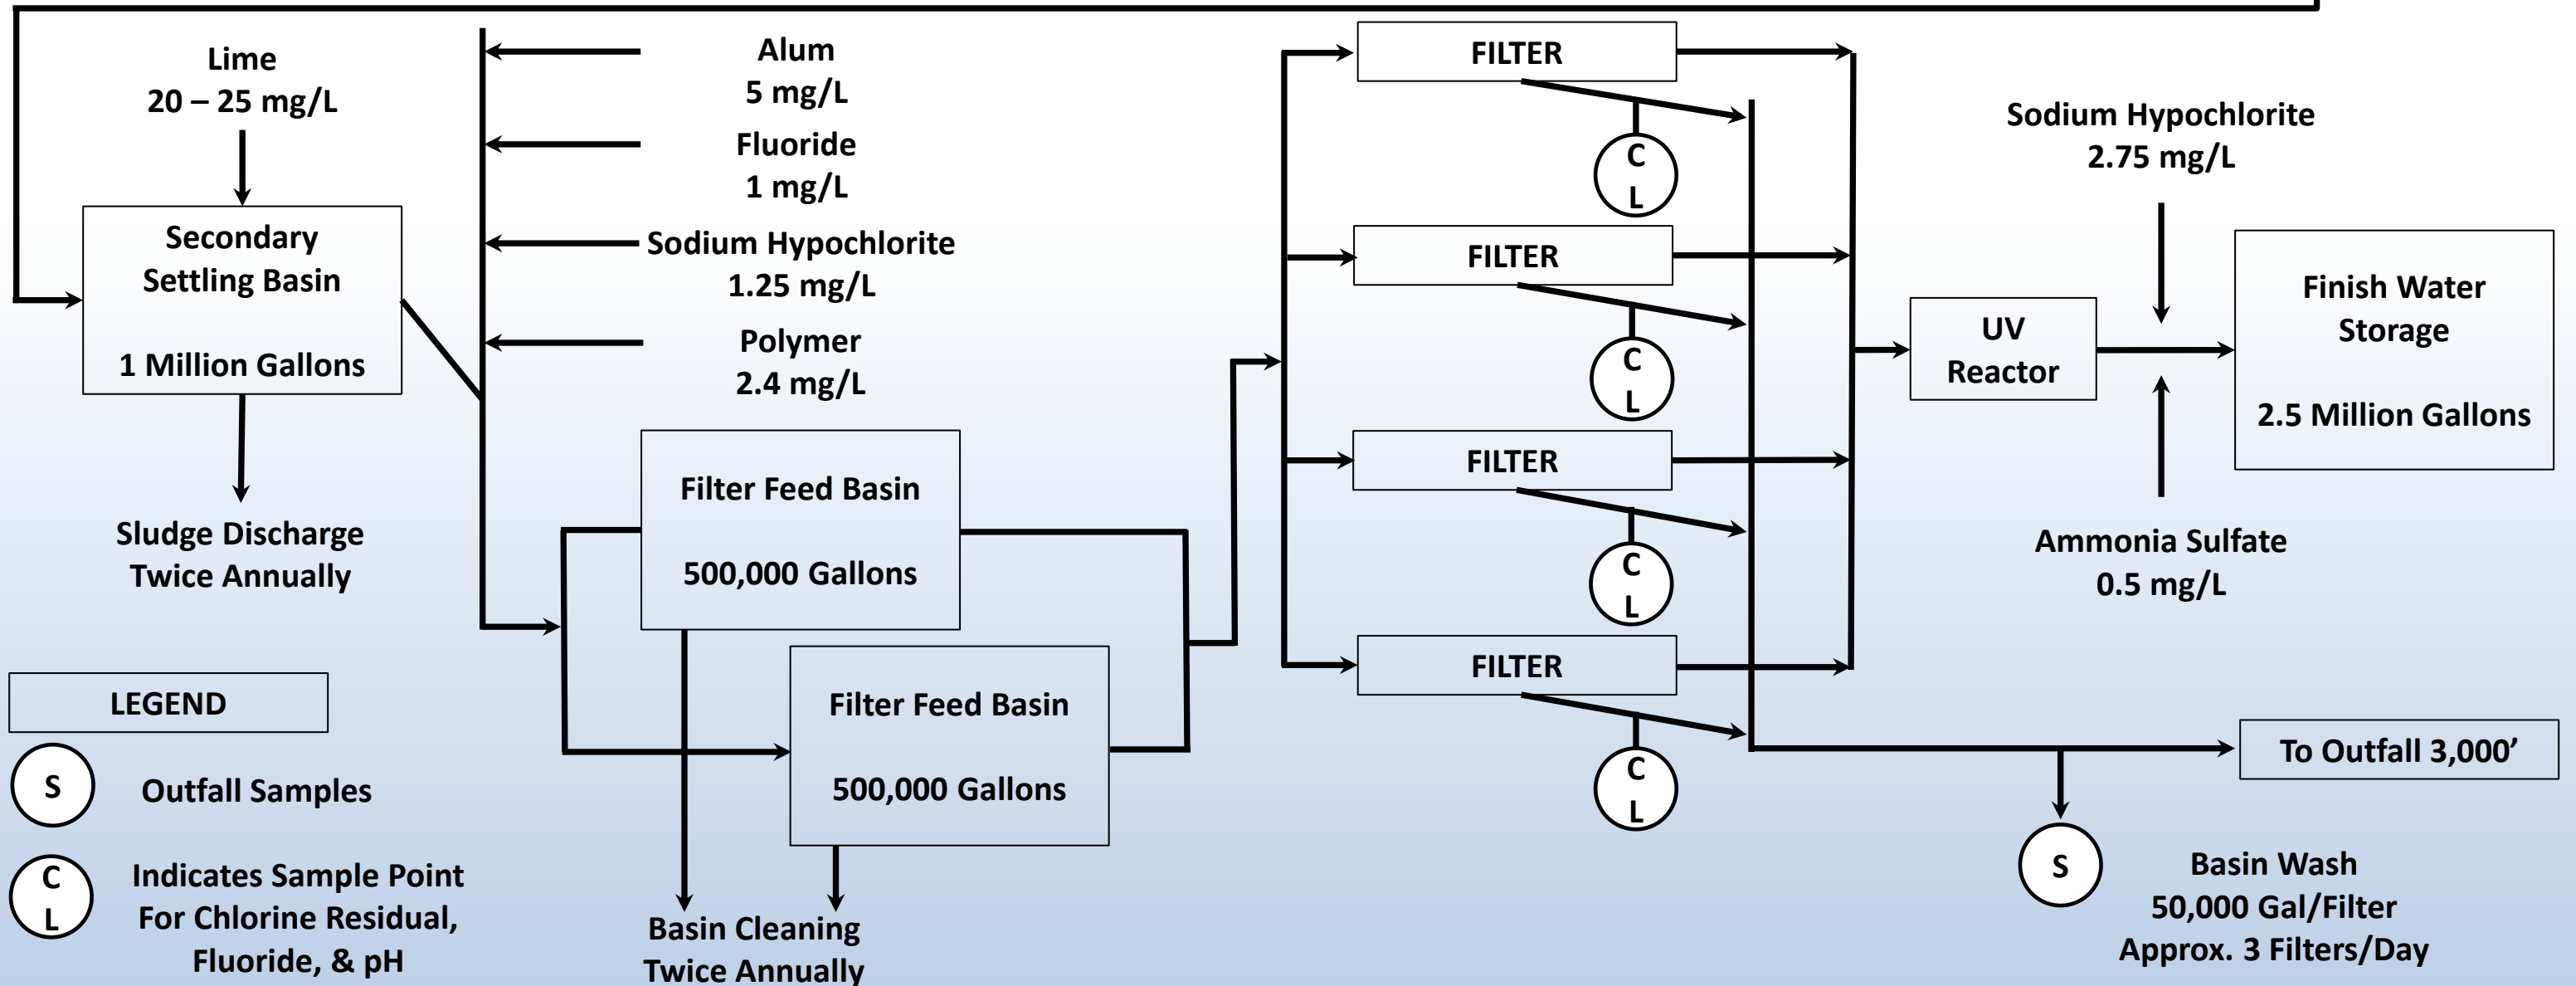 Lime
20 – 25 mg/L
Secondary
Settling Basin
1 Million Gallons
Sludge Discharge
Twice Annually
Alum
5 mg/L
Fluoride
1 mg/L
Sodium Hypochlorite
1.25 mg/L
Polymer
2.4 mg/L
Filter Feed Basin
500,000 Gallons
Filter Feed Basin
500,000 Gallons
Basin Cleaning
Twice Annually
FILTER
C
L
FILTER
C
L
FILTER
C
L
FILTER
C
L
UV
Reactor
Sodium Hypochlorite
2.75 mg/L
Ammonia Sulfate
0.5 mg/L
Finish Water
Storage
2.5 Million Gallons
To Outfall 3,000’
S
Basin Wash
50,000 Gal/Filter
Approx. 3 Filters/Day
LEGEND
S
Outfall Samples
C
L
Indicates Sample Point
For Chlorine Residual,
Fluoride, & pH